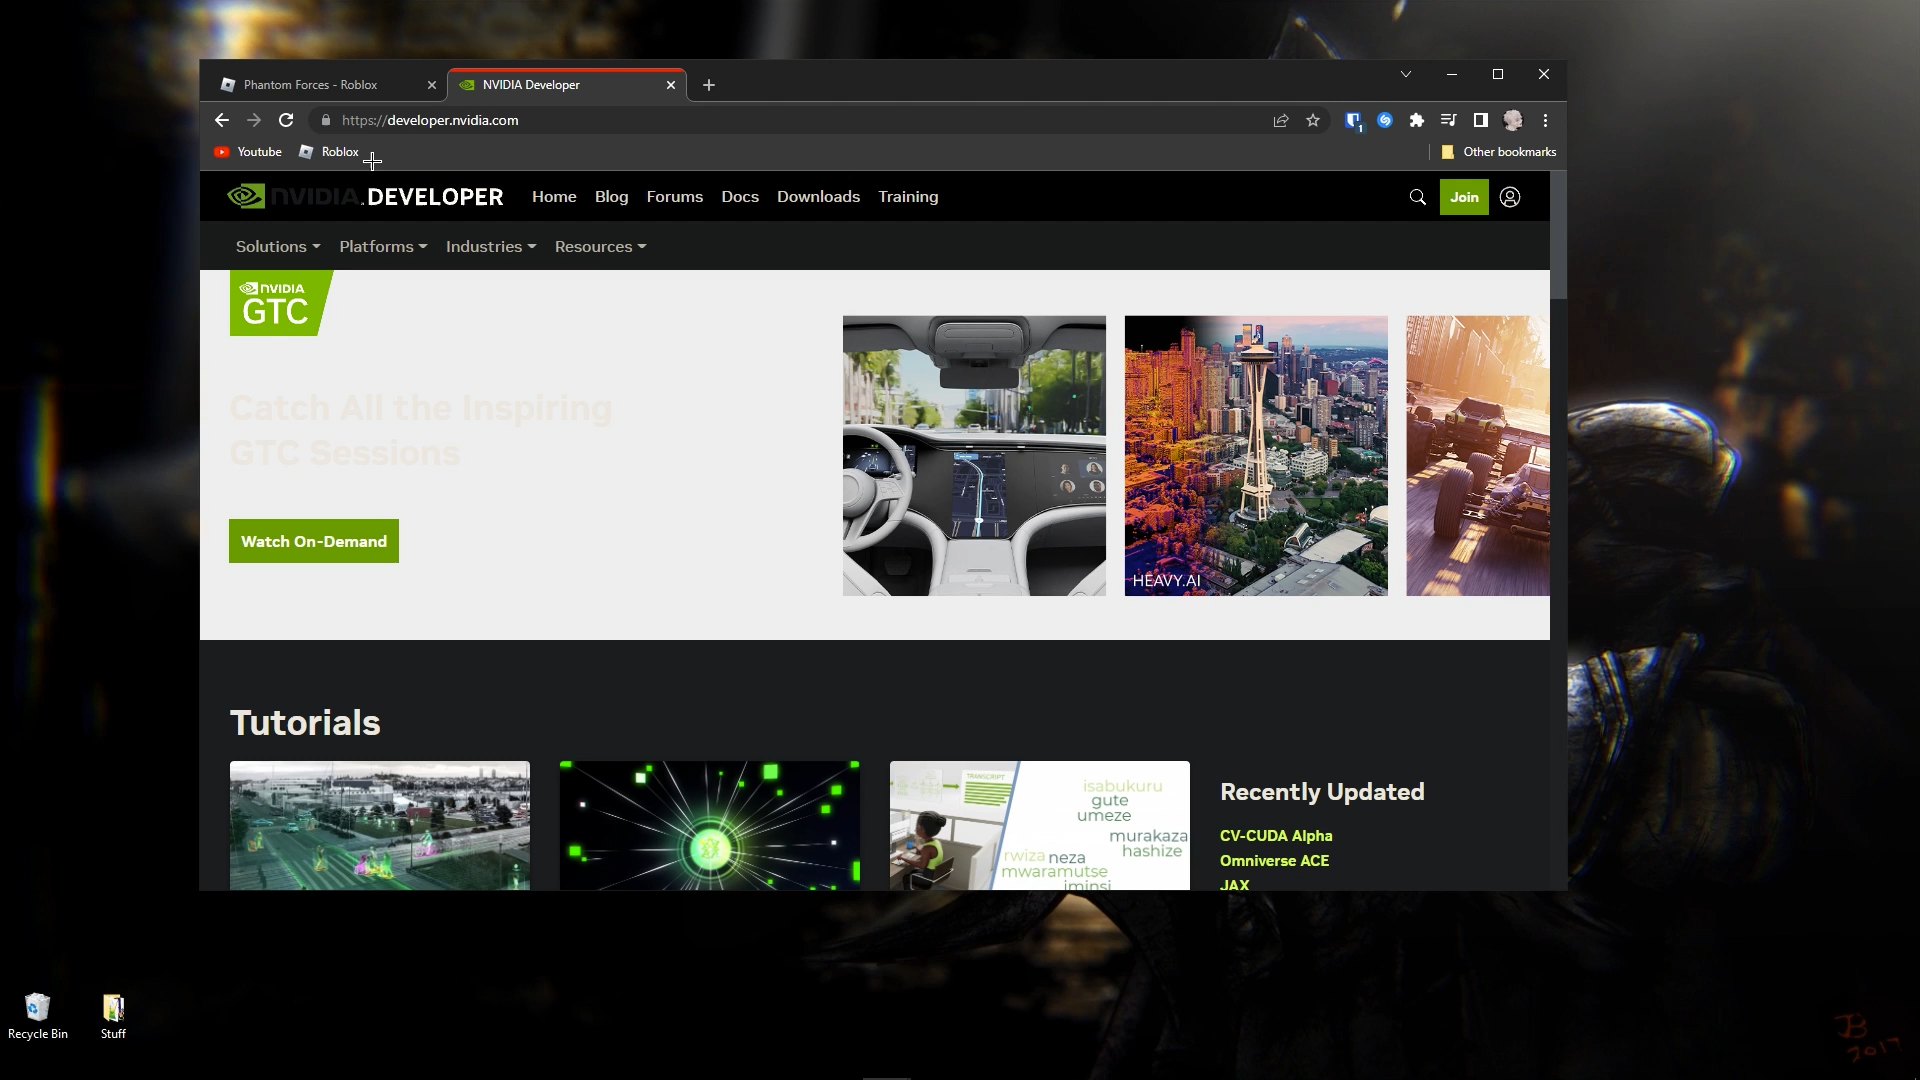 Phantom Forces - Roblox
NVIDIA Developer
https://developer.nvidia.com
1
Youtube
Roblox
Other bookmarks
NVIDIA. DEVELOPER
Home
Blog
Forums
Docs
Downloads
Training
Join
Solutions
Platforms
Industries
Resources
NVIDIA
GTC
Catch All the Inspiring
GTC Sessions
Watch On-Demand
HEAVY.AI
Tutorials
TRANSCRIPT
isabukuru
gute
umeze
murakaza
hashize
rwiza neza
mwaramutse
iminsi
Recently Updated
CV-CUDA Alpha
Omniverse ACE
JAX
Recycle Bin
Stuff
JB
2017